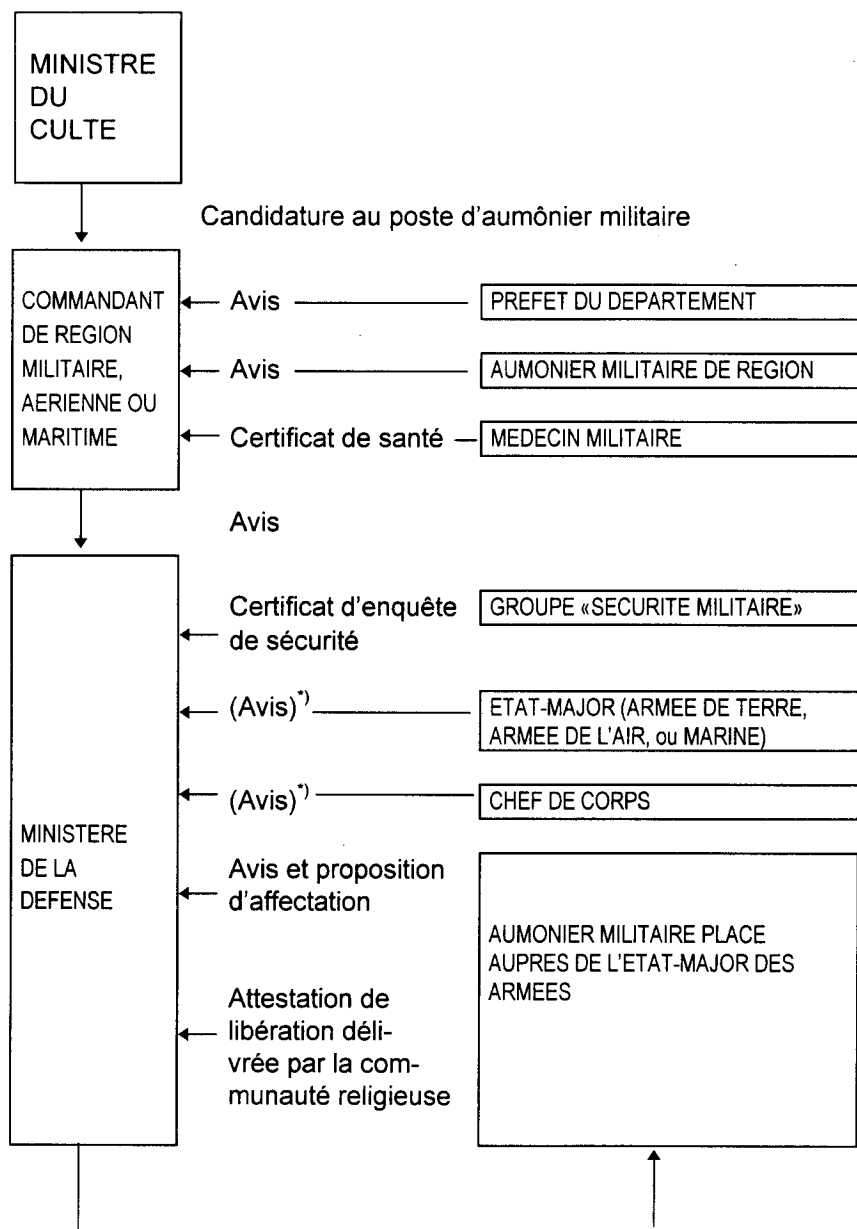 MINISTRE
DU
CULTE
Candidature au poste d'aumônier militaire
COMMANDANT
DE REGION
MILITAIRE,
AERIENNE OU
MARITIME
Avis
PREFET DU DEPARTEMENT
Avis
AUMONIER MILITAIRE DE REGION
Certificat de santé
MEDECIN MILITAIRE
Avis
MINISTERE
DE LA
DEFENSE
Certificat d'enquête
de sécurité
GROUPE «SECURITE MILITAIRE»
(Avis)*)
ETAT-MAJOR (ARMEE DE TERRE,
ARMEE DE L'AIR, ou MARINE)
(Avis)*)
CHEF DE CORPS
Avis et proposition
d'affectation
Attestation de
libération déli-
vrée par la com-
munauté religieuse
AUMONIER MILITAIRE PLACE
AUPRES DE L'ETAT-MAJOR DES
ARMEES